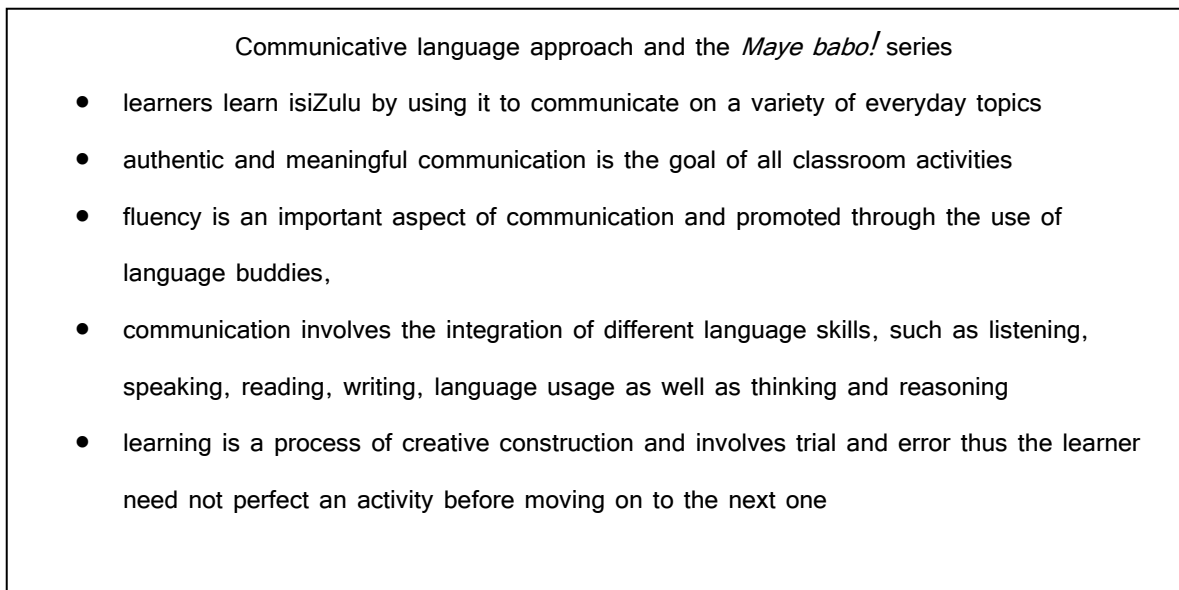 Communicative language approach and the Maye babo! series
• learners learn isiZulu by using it to communicate on a variety of everyday topics
• authentic and meaningful communication is the goal of all classroom activities
• fluency is an important aspect of communication and promoted through the use of
language buddies,
• communication involves the integration of different language skills, such as listening,
speaking, reading, writing, language usage as well as thinking and reasoning
• learning is a process of creative construction and involves trial and error thus the learner
need not perfect an activity before moving on to the next one